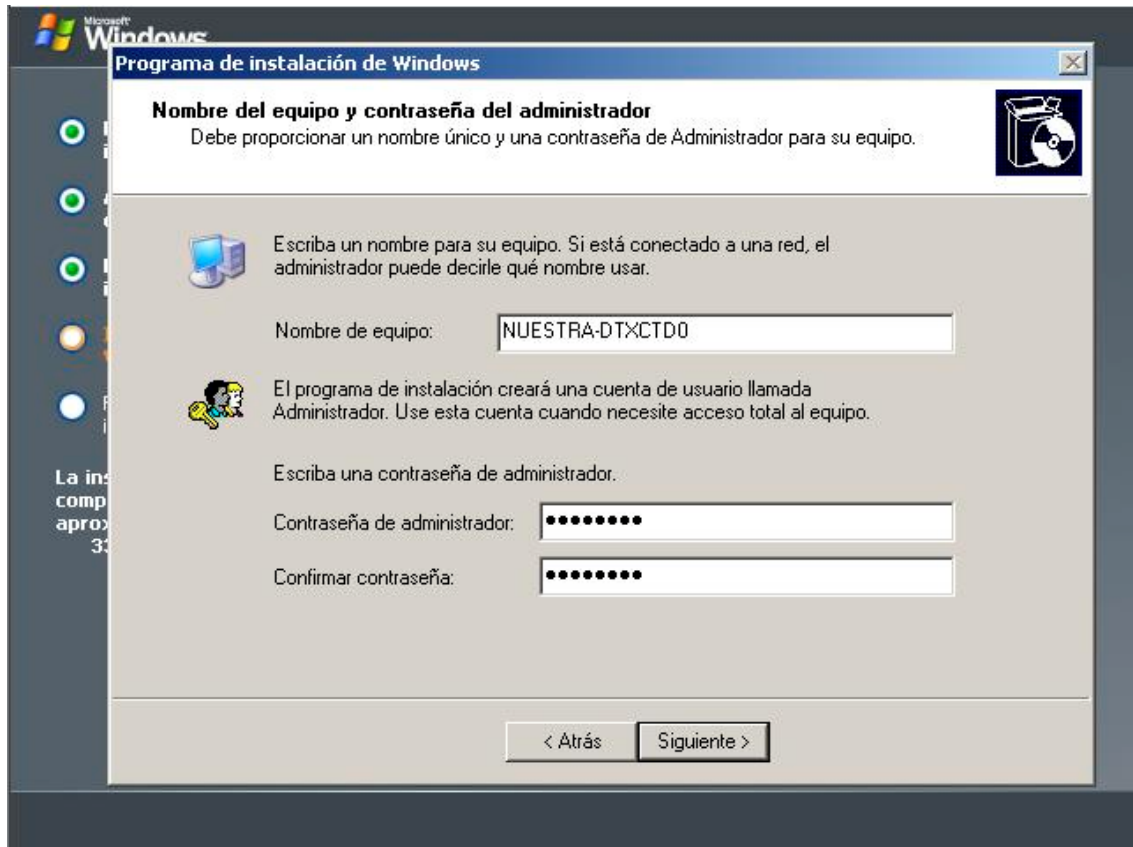 Microsoft
Windows
Programa de instalación de Windows
Nombre del equipo y contraseña del administrador
Debe proporcionar un nombre único y una contraseña de Administrador para su equipo.
Escriba un nombre para su equipo. Si está conectado a una red, el
administrador puede decirle qué nombre usar.
Nombre de equipo: NUESTRA-DTXCTD0
El programa de instalación creará una cuenta de usuario llamada
Administrador. Use esta cuenta cuando necesite acceso total al equipo.
Escriba una contraseña de administrador.
Contraseña de administrador: ••••••••
Confirmar contraseña: ••••••••
La
< Atrás Siguiente >